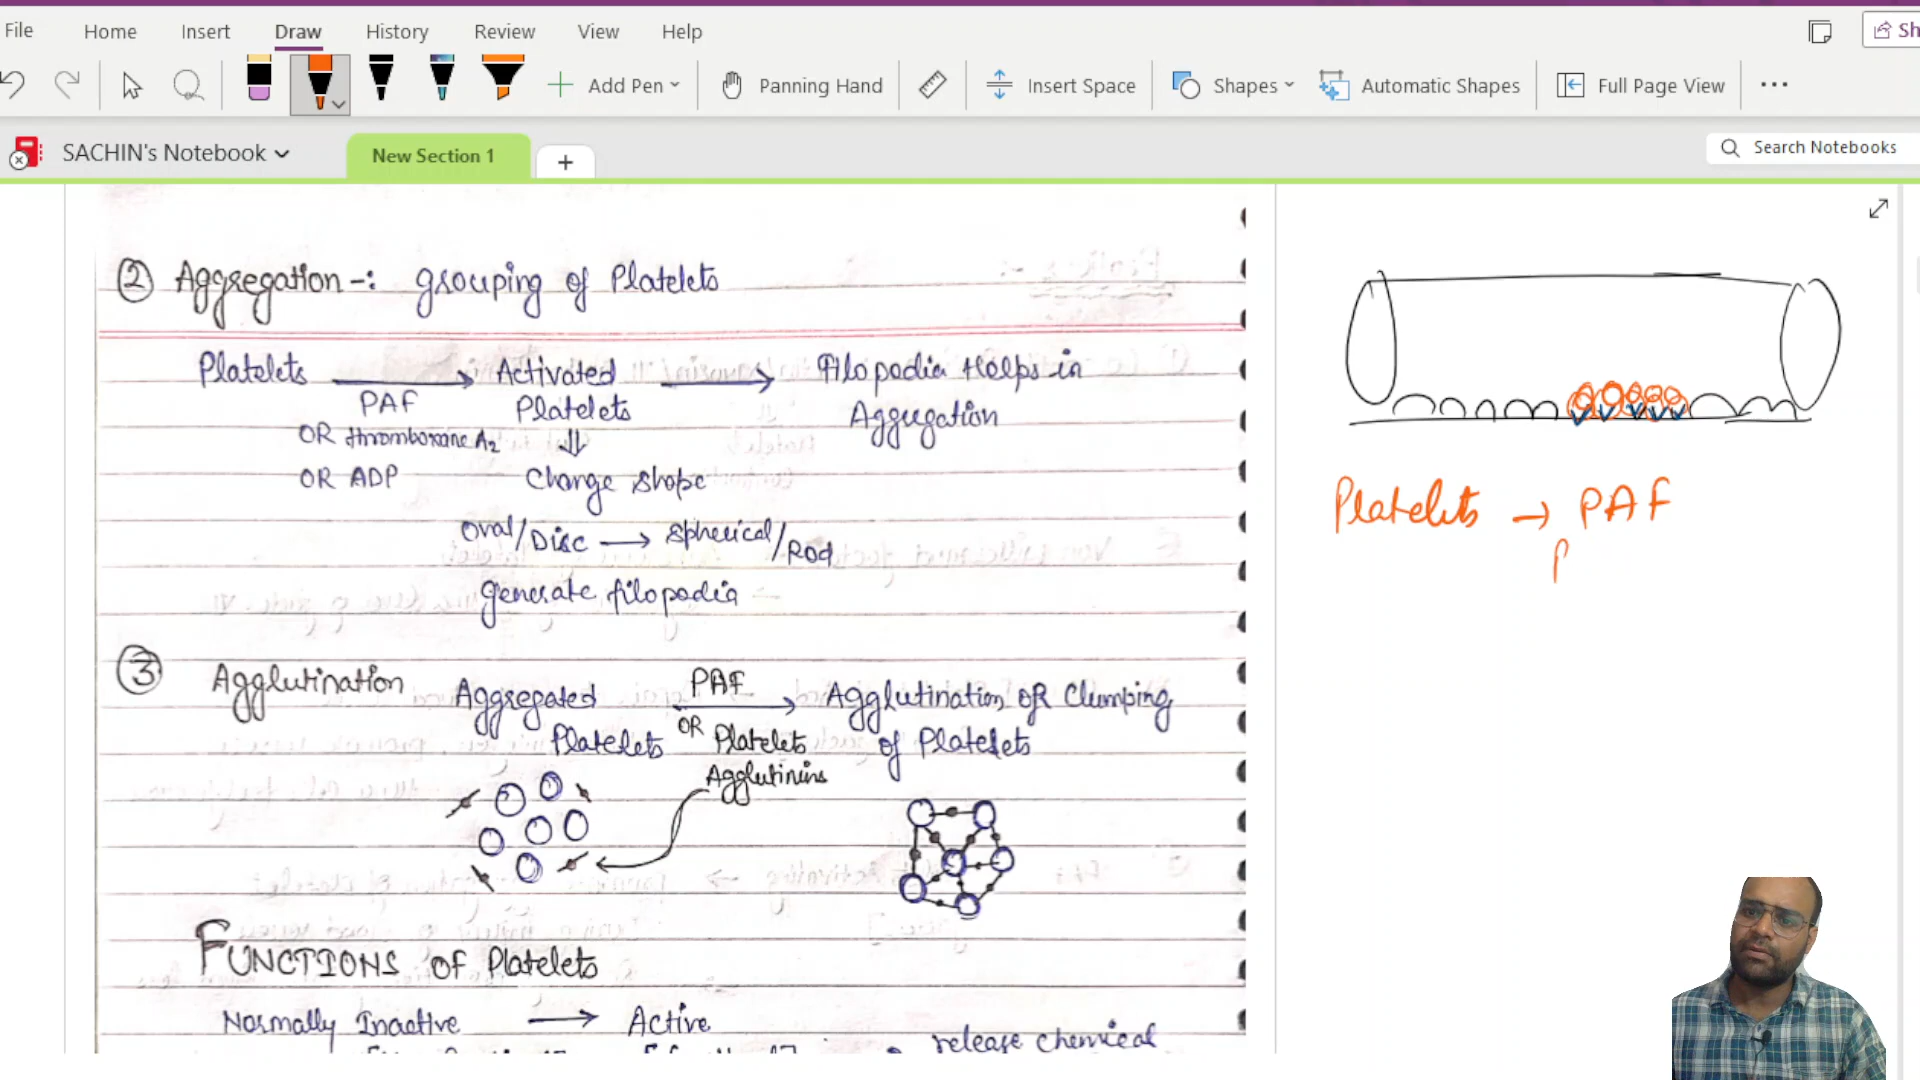 File Home Insert Draw History Review View Help Sh
Add Pen Panning Hand Insert Space Shapes Automatic Shapes Full Page View
SACHIN's Notebook New Section 1 + Search Notebooks
② Aggregation -: grouping of Platelets
Platelets → Activated Platelets → Filopodia Helps in Aggregation
PAF
OR thromboxane A2
OR ADP
⇓
Change shape
Oval/Disc → Spherical/Rod
generate filopodia
③ Agglutination
Aggregated Platelets → Agglutination OR Clumping of Platelets
PAF
OR Platelets
Agglutinins
FUNCTIONS of Platelets
Normally Inactive → Active
release chemical
Platelets → PAF
P